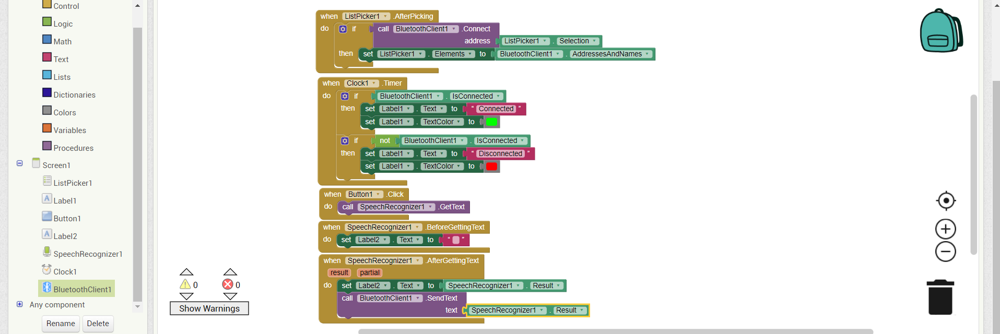 Control
Logic
Math
Text
Lists
Dictionaries
Colors
Variables
Procedures
Screen1
ListPicker1
Label1
Button1
Label2
SpeechRecognizer1
Clock1
BluetoothClient1
Any component
Rename Delete
when ListPicker1 .AfterPicking
do if call BluetoothClient1 .Connect
address ListPicker1 . Selection
then set ListPicker1 . Elements to BluetoothClient1 . AddressesAndNames
when Clock1 .Timer
do if BluetoothClient1 . IsConnected
then set Label1 . Text to “ Connected ”
set Label1 . TextColor to
if not BluetoothClient1 . IsConnected
then set Label1 . Text to “ Disconnected ”
set Label1 . TextColor to
when Button1 .Click
do call SpeechRecognizer1 .GetText
when SpeechRecognizer1 .BeforeGettingText
do set Label2 . Text to “ ”
when SpeechRecognizer1 .AfterGettingText
result partial
do set Label2 . Text to SpeechRecognizer1 . Result
call BluetoothClient1 .SendText
text SpeechRecognizer1 . Result
0 0
Show Warnings